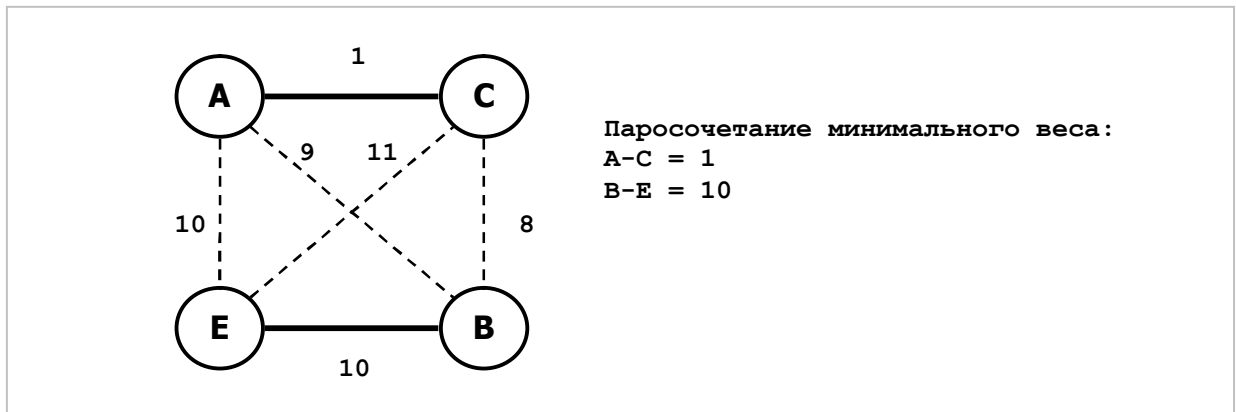 1
A
C
Паросочетание минимального веса:
A-C = 1
B-E = 10
9
11
10
8
E
B
10